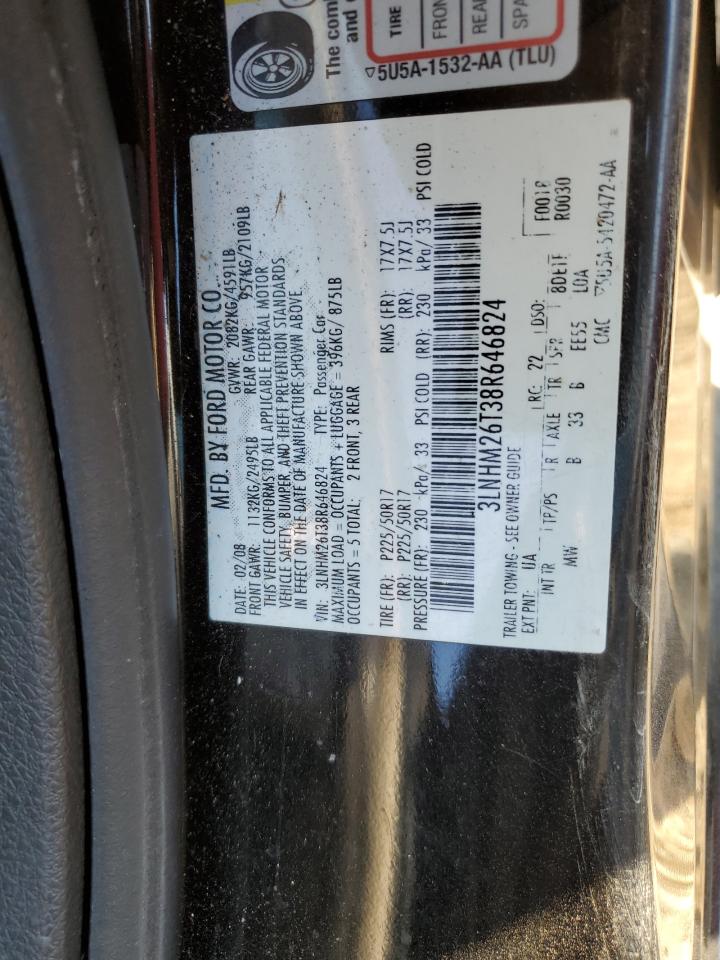 The com
and c
TIRE
FRON
REA
SPA
▽5U5A-1532-AA (TLU)
MFD. BY FORD MOTOR CO.
DATE: 02/08 GVWR: 2082KG/4591LB
FRONT GAWR: 1132KG/2495LB REAR GAWR: 957KG/2109LB
THIS VEHICLE CONFORMS TO ALL APPLICABLE FEDERAL MOTOR
VEHICLE SAFETY, BUMPER, AND THEFT PREVENTION STANDARDS
IN EFFECT ON THE DATE OF MANUFACTURE SHOWN ABOVE.
VIN: 3LNHM26T38R646824 TYPE: Passenger Car
MAXIMUM LOAD = OCCUPANTS + LUGGAGE = 396KG/ 875LB
OCCUPANTS = 5 TOTAL: 2 FRONT, 3 REAR
TIRE (FR): P225/50R17 RIMS (FR): 17X7.5J
(RR): P225/50R17 (RR): 17X7.5J
PRESSURE (FR): 230 kPa/ 33 PSI COLD (RR): 230 kPa/ 33 PSI COLD
3LNHM26T38R646824
TRAILER TOWING - SEE OWNER GUIDE
EXT PNT: UA RC: 22 DSO: F0018
R0030
INT TR TP/PS R AXLE TR SPR
MW B 33 B EE55 LOA
CMC ▽5U5A-5420472-AA